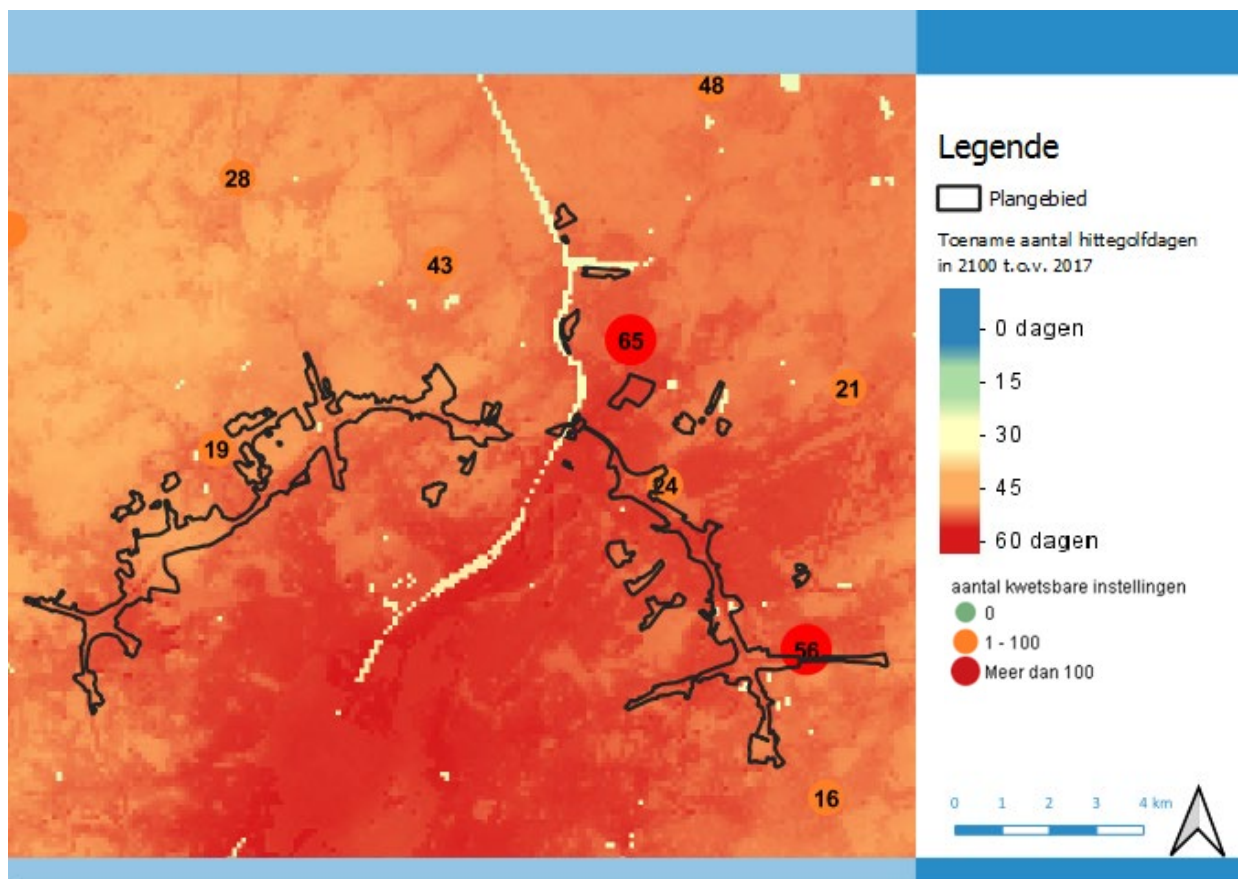 48
28
43
65
21
19
24
56
16
Legende
Plangebied
Toename aantal hittegolfdagen
in 2100 t.o.v. 2017
0 dagen
15
30
45
60 dagen
aantal kwetsbare instellingen
0
1 - 100
Meer dan 100
0 1 2 3 4 km